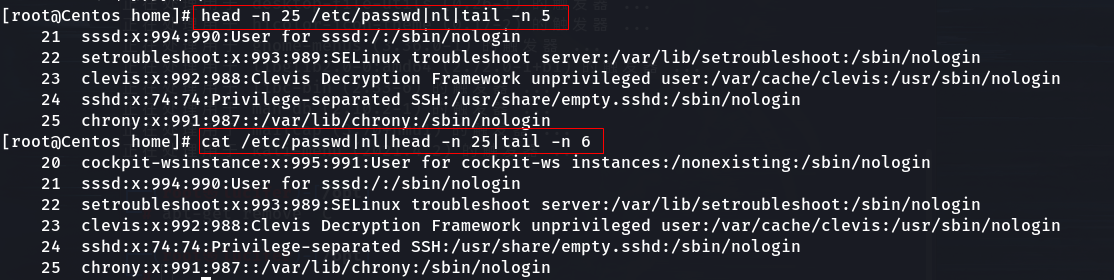 [root@Centos home]# head -n 25 /etc/passwd|nl|tail -n 5
21 sssd:x:994:990:User for sssd:/:/sbin/nologin
22 setroubleshoot:x:993:989:SELinux troubleshoot server:/var/lib/setroubleshoot:/sbin/nologin
23 clevis:x:992:988:Clevis Decryption Framework unprivileged user:/var/cache/clevis:/usr/sbin/nologin
24 sshd:x:74:74:Privilege-separated SSH:/usr/share/empty.sshd:/sbin/nologin
25 chrony:x:991:987::/var/lib/chrony:/sbin/nologin
[root@Centos home]# cat /etc/passwd|nl|head -n 25|tail -n 6
20 cockpit-wsinstance:x:995:991:User for cockpit-ws instances:/nonexisting:/sbin/nologin
21 sssd:x:994:990:User for sssd:/:/sbin/nologin
22 setroubleshoot:x:993:989:SELinux troubleshoot server:/var/lib/setroubleshoot:/sbin/nologin
23 clevis:x:992:988:Clevis Decryption Framework unprivileged user:/var/cache/clevis:/usr/sbin/nologin
24 sshd:x:74:74:Privilege-separated SSH:/usr/share/empty.sshd:/sbin/nologin
25 chrony:x:991:987::/var/lib/chrony:/sbin/nologin